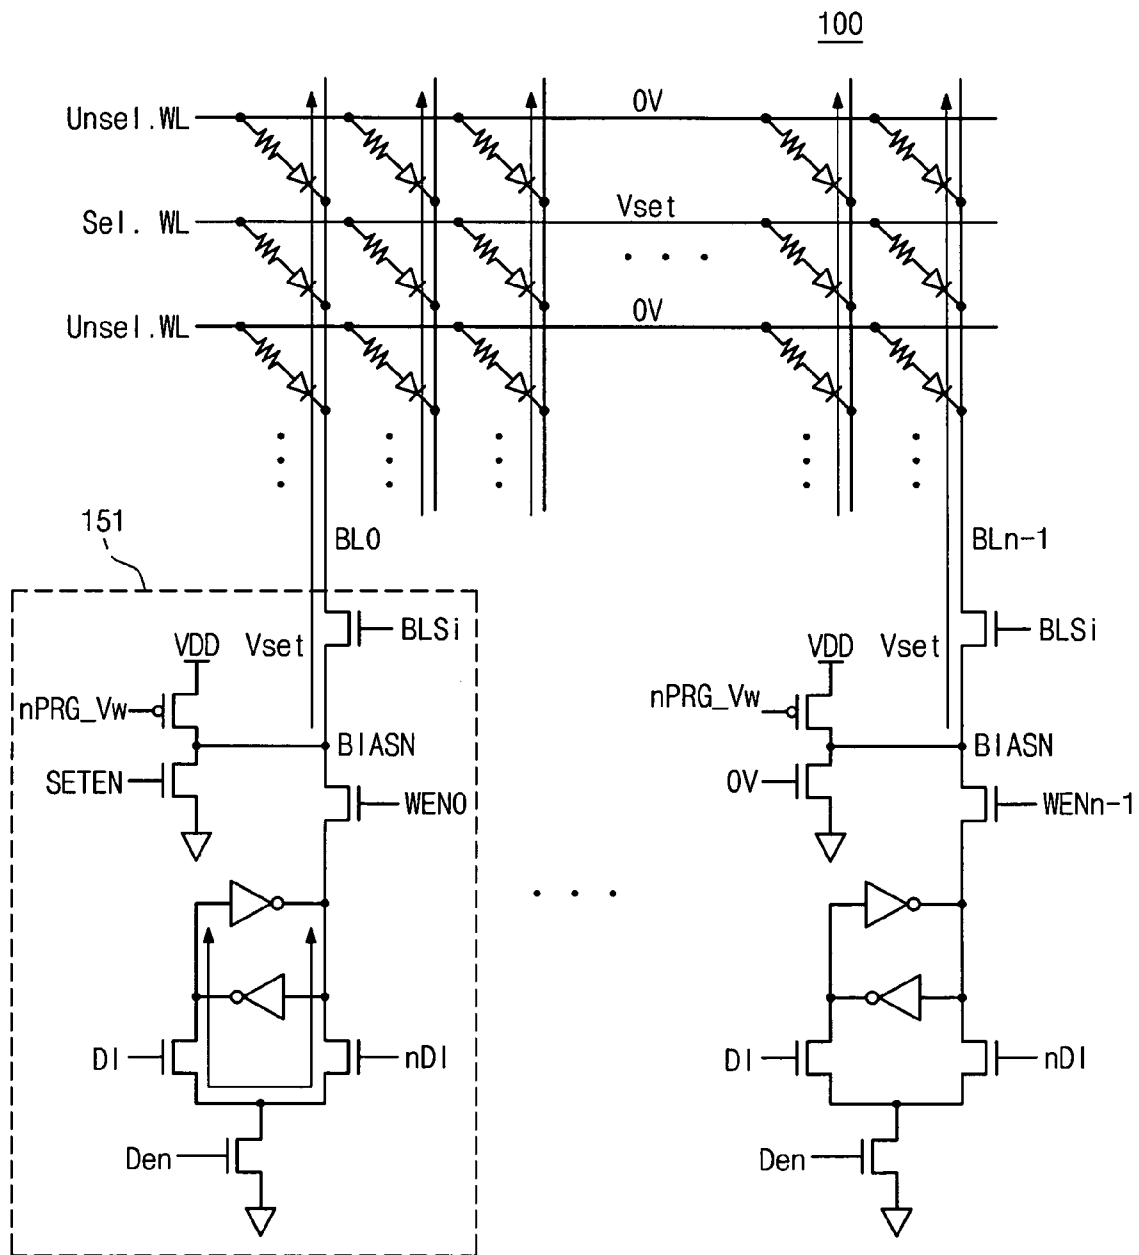 100
Unsel.WL
0V
Sel. WL
Vset
Unsel.WL
0V
151
BL0
BLn-1
BLSi
BLSi
VDD
Vset
VDD
Vset
nPRG_Vw
nPRG_Vw
BIASN
BIASN
SETEN
WEN0
0V
WENn-1
DI
nDI
DI
nDI
Den
Den